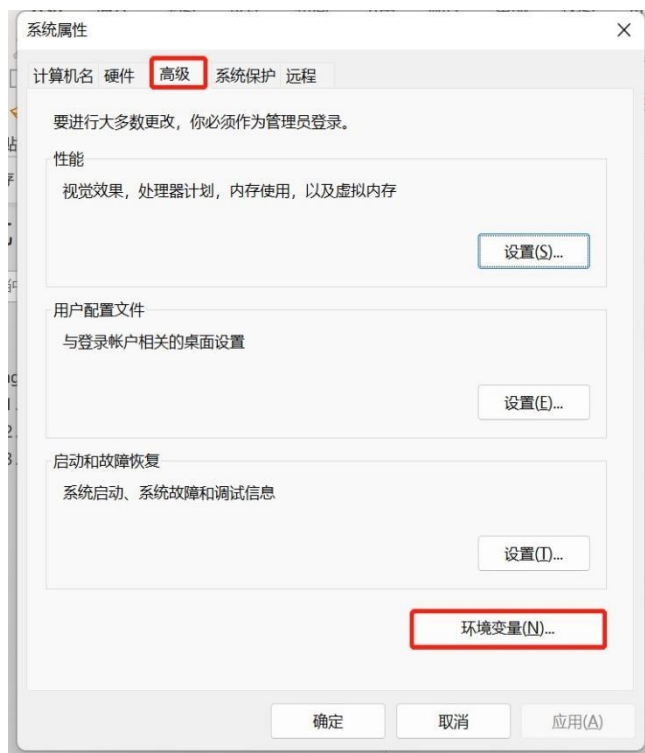 系统属性
计算机名 硬件 高级 系统保护 远程
要进行大多数更改，你必须作为管理员登录。
性能
视觉效果，处理器计划，内存使用，以及虚拟内存
设置(S)...
用户配置文件
与登录帐户相关的桌面设置
设置(E)...
启动和故障恢复
系统启动、系统故障和调试信息
设置(T)...
环境变量(N)...
确定 取消 应用(A)